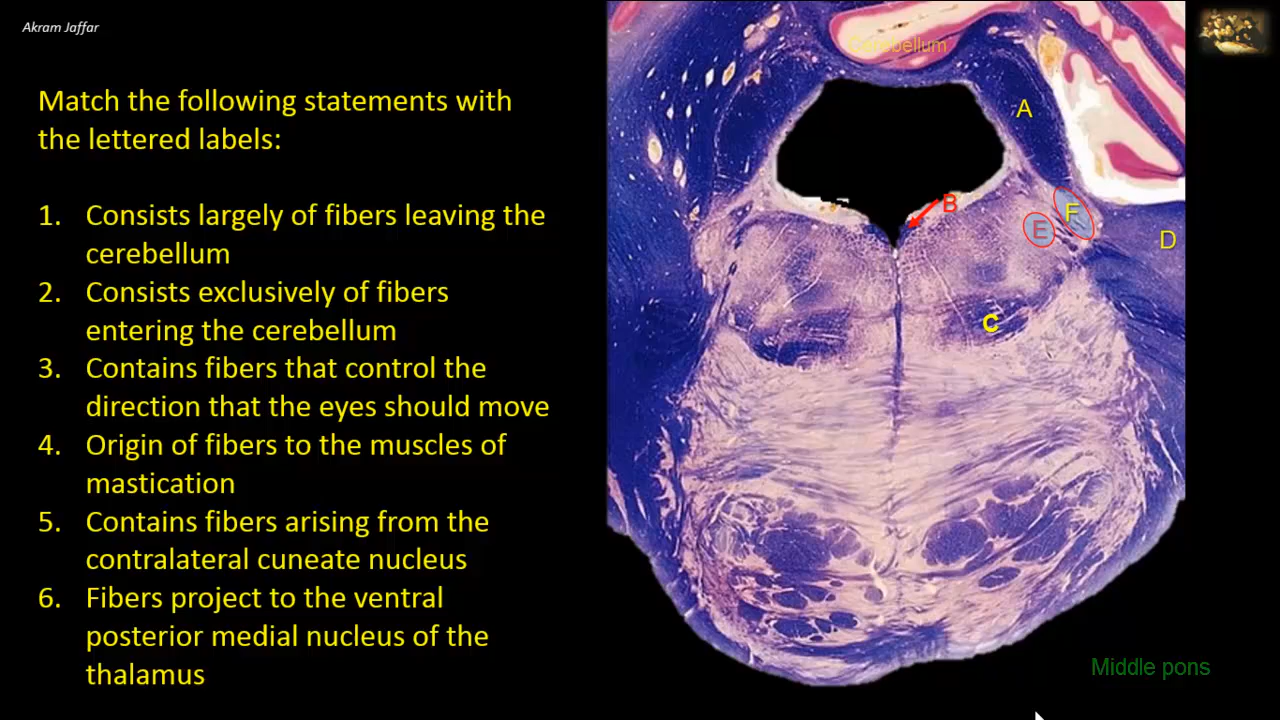 Akram Jaffar
Cerebellum
Match the following statements with
the lettered labels:
1. Consists largely of fibers leaving the
cerebellum
2. Consists exclusively of fibers
entering the cerebellum
3. Contains fibers that control the
direction that the eyes should move
4. Origin of fibers to the muscles of
mastication
5. Contains fibers arising from the
contralateral cuneate nucleus
6. Fibers project to the ventral
posterior medial nucleus of the
thalamus
A
B
F
E
D
C
Middle pons